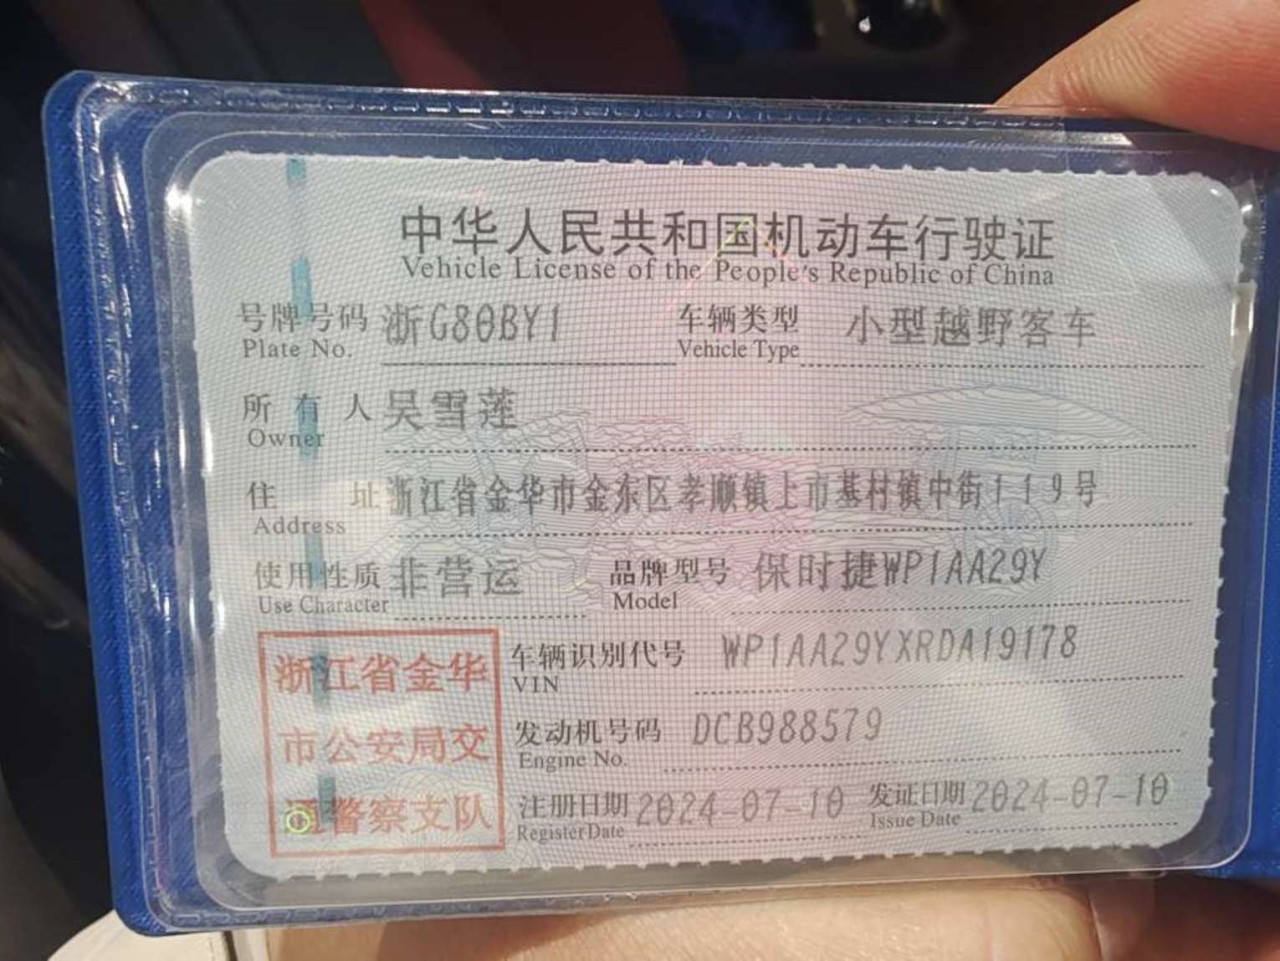 中华人民共和国机动车行驶证
Vehicle License of the People's Republic of China
号牌号码 浙G80BY1 车辆类型 小型越野客车
Plate No. Vehicle Type
所有人 吴雪莲
Owner
住址 浙江省金华市金东区孝顺镇上市基村镇中街119号
Address
使用性质 非营运 品牌型号 保时捷WP1AA29Y
Use Character Model
浙江省金华
市公安局交
通警察支队
车辆识别代号 WP1AA29YXRDA19178
VIN
发动机号码 DCB988579
Engine No.
注册日期 2024-07-10 发证日期 2024-07-10
Register Date Issue Date